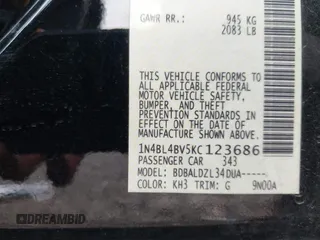 GAWR RR.: 945 KG
2083 LB
THIS VEHICLE CONFORMS TO
ALL APPLICABLE FEDERAL
MOTOR VEHICLE SAFETY,
BUMPER, AND THEFT
PREVENTION STANDARDS
IN EFFECT ON THE DATE OF
MANUFACTURE SHOWN ABOVE.
1N4BL4BV5KC123686
PASSENGER CAR 343
MODEL: BDBALDZL34DUA-----
COLOR: KH3 TRIM: G 9N00A
DREAMBID